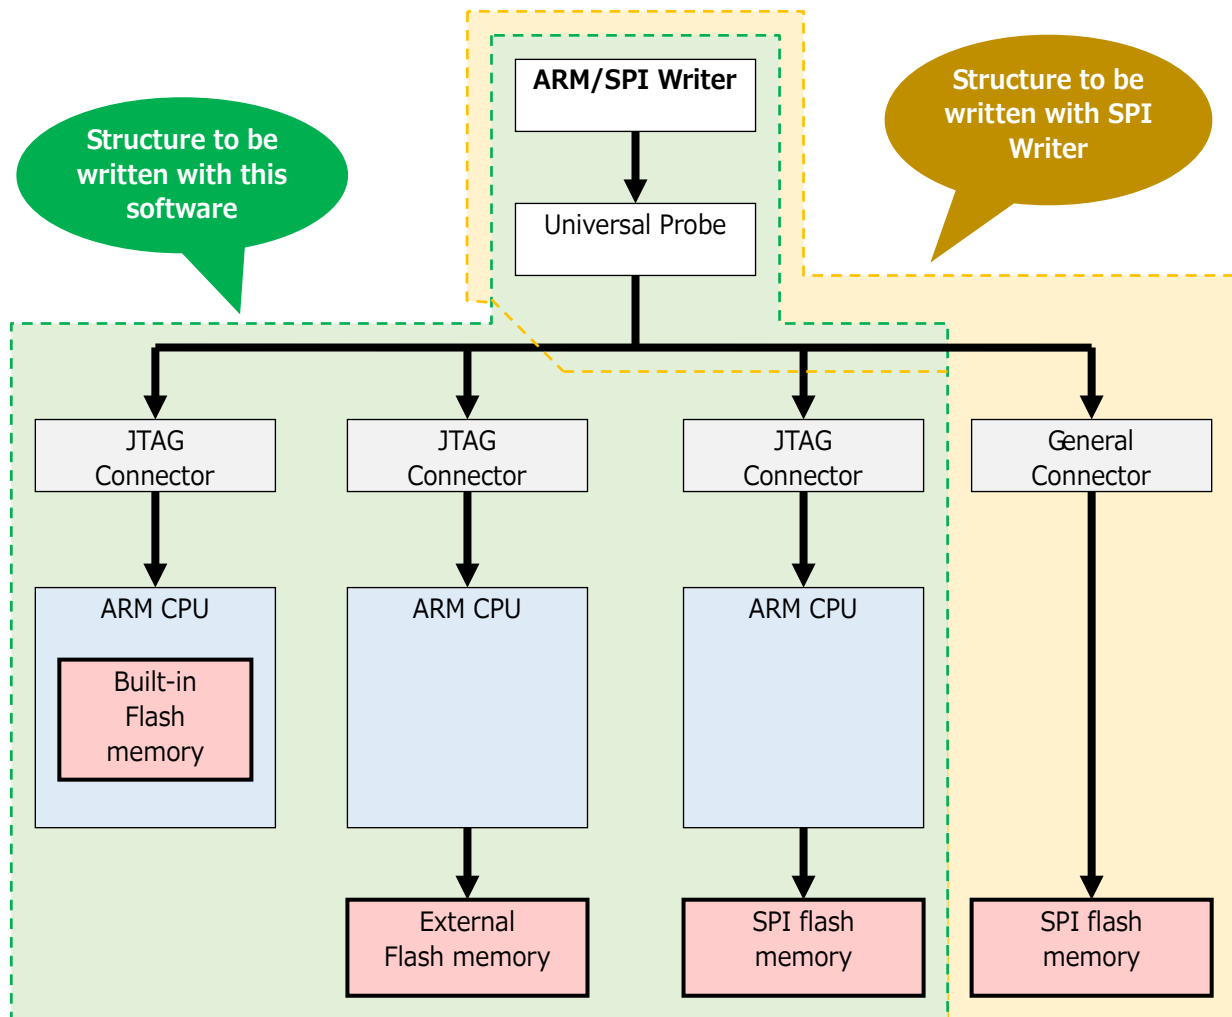 ARM/SPI Writer
Structure to be
written with SPI
Writer
Structure to be
written with this
software
Universal Probe
JTAG
Connector
JTAG
Connector
JTAG
Connector
General
Connector
ARM CPU
ARM CPU
ARM CPU
Built-in
Flash
memory
External
Flash memory
SPI flash
memory
SPI flash
memory